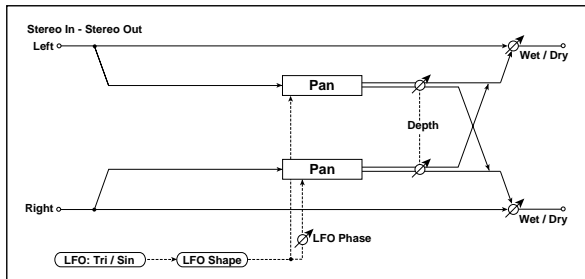 Stereo In - Stereo Out
Left
Wet / Dry
Pan
Depth
Pan
Right
Wet / Dry
LFO Phase
LFO: Tri / Sin
LFO Shape